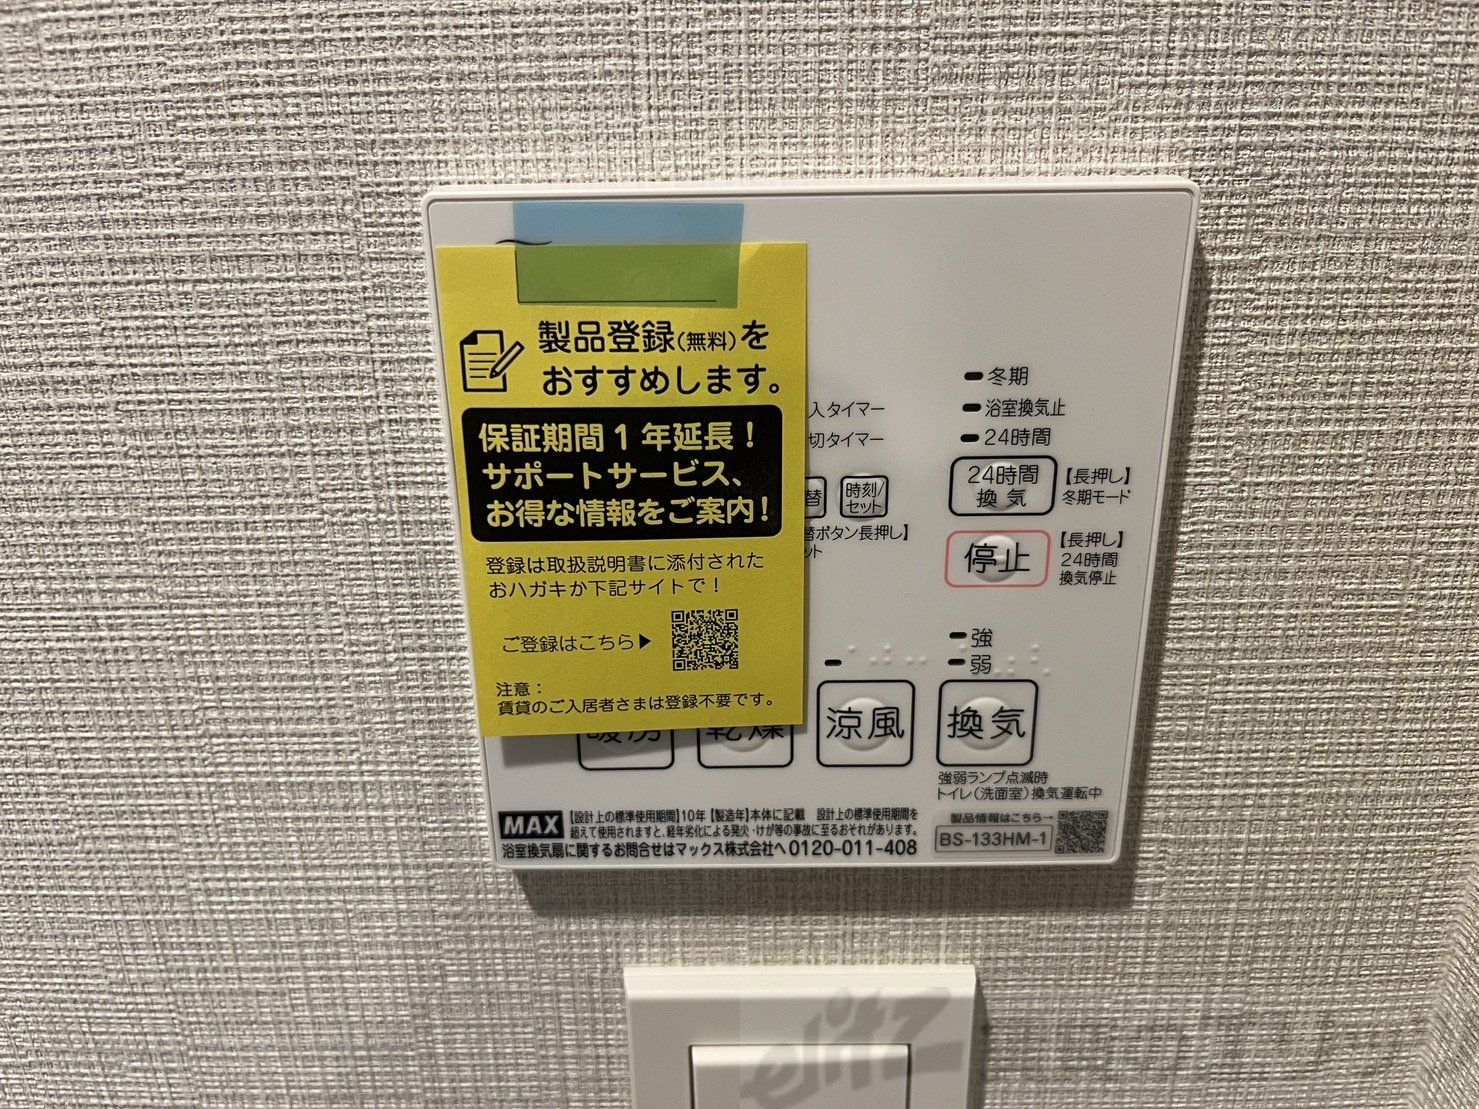 製品登録(無料)を
おすすめします。
保証期間1年延長！
サポートサービス、
お得な情報をご案内！
登録は取扱説明書に添付された
おハガキか下記サイトで！
ご登録はこちら▶
注意：
賃貸のご入居者さまは登録不要です。
入タイマー
切タイマー
替
時刻/
セット
替ボタン長押し】
ット
冬期
浴室換気止
24時間
24時間
換気
【長押し】
冬期モード
停止
【長押し】
24時間
換気停止
強
弱
暖房
乾燥
涼風
換気
強弱ランプ点滅時
トイレ(洗面室)換気運転中
MAX
【設計上の標準使用期間】10年【製造年】本体に記載 設計上の標準使用期間を
超えて使用されますと、経年劣化による発火・けが等の事故に至るおそれがあります。
浴室換気扇に関するお問合せはマックス株式会社へ 0120-011-408
製品情報はこちら→
BS-133HM-1
elitz